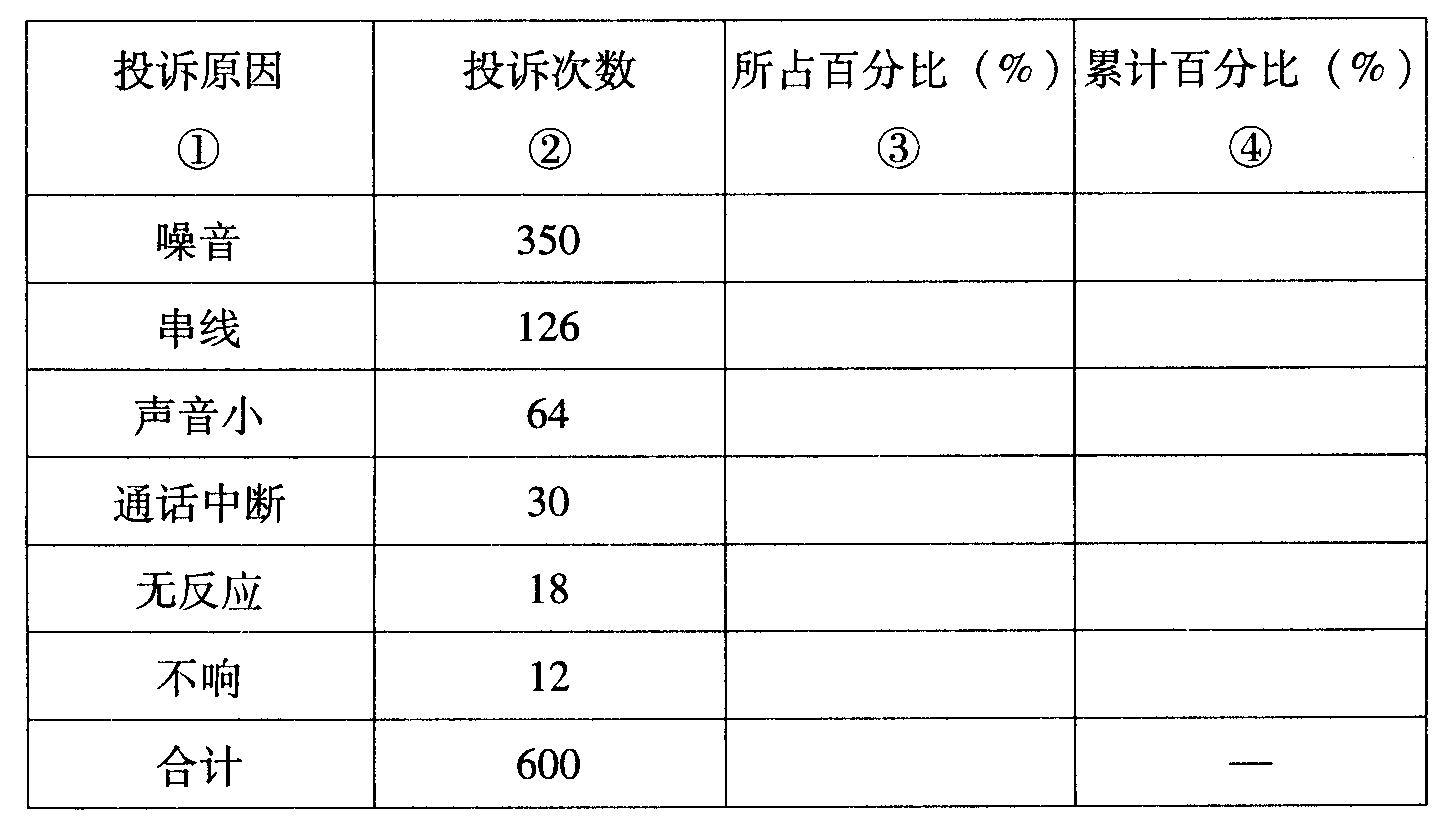 投诉原因 投诉次数 所占百分比（%） 累计百分比（%）
① ② ③ ④
噪音 350
串线 126
声音小 64
通话中断 30
无反应 18
不响 12
合计 600 —